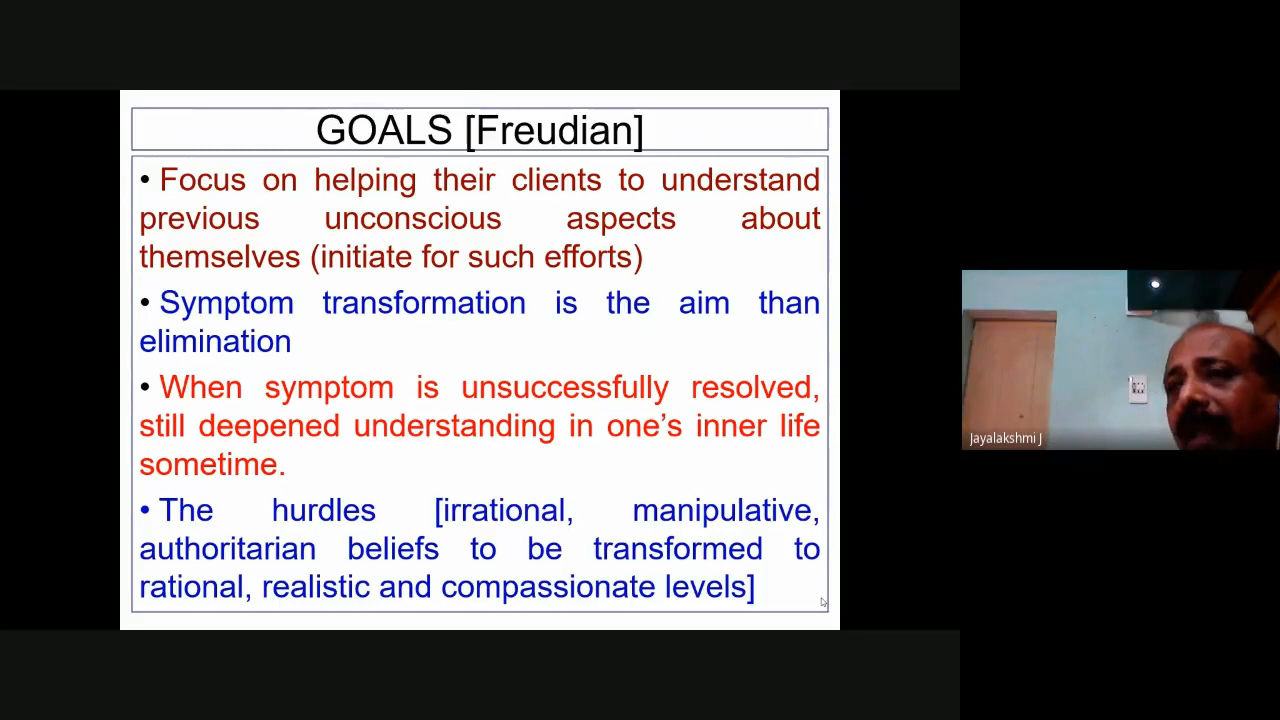 GOALS [Freudian]
• Focus on helping their clients to understand
previous unconscious aspects about
themselves (initiate for such efforts)
• Symptom transformation is the aim than
elimination
• When symptom is unsuccessfully resolved,
still deepened understanding in one’s inner life
sometime.
• The hurdles [irrational, manipulative,
authoritarian beliefs to be transformed to
rational, realistic and compassionate levels]
Jayalakshmi J